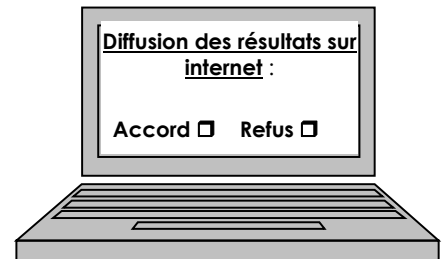 Diffusion des résultats sur
internet :
Accord ❒ Refus ❒